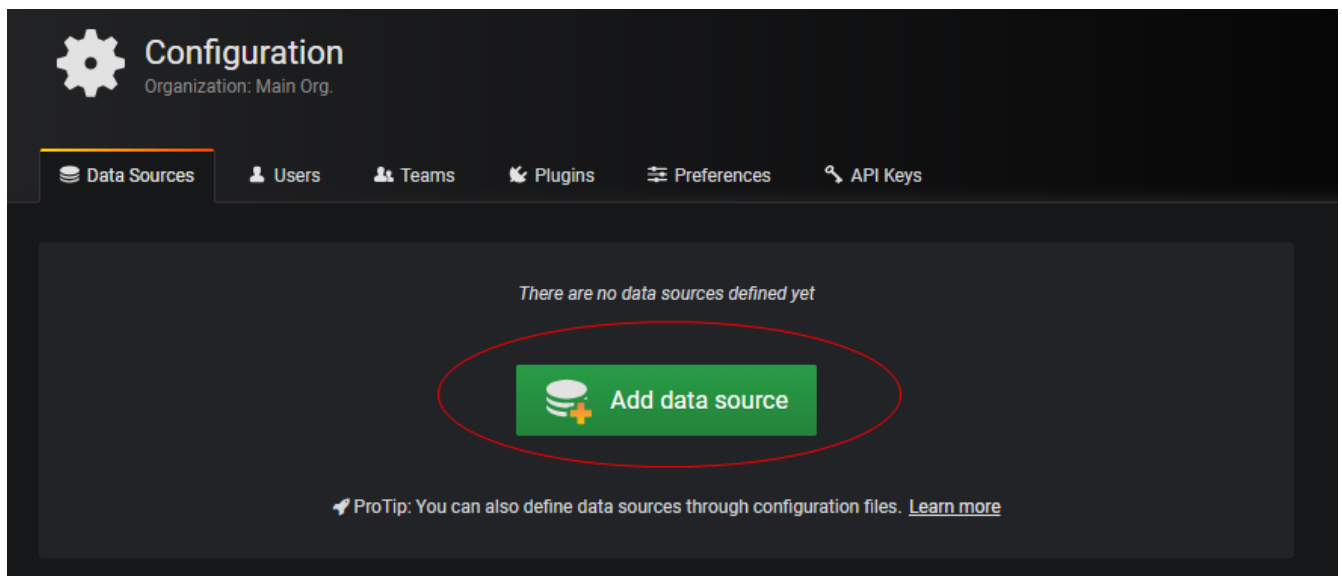 Configuration
Organization: Main Org.
Data Sources Users Teams Plugins Preferences API Keys
There are no data sources defined yet
Add data source
ProTip: You can also define data sources through configuration files. Learn more